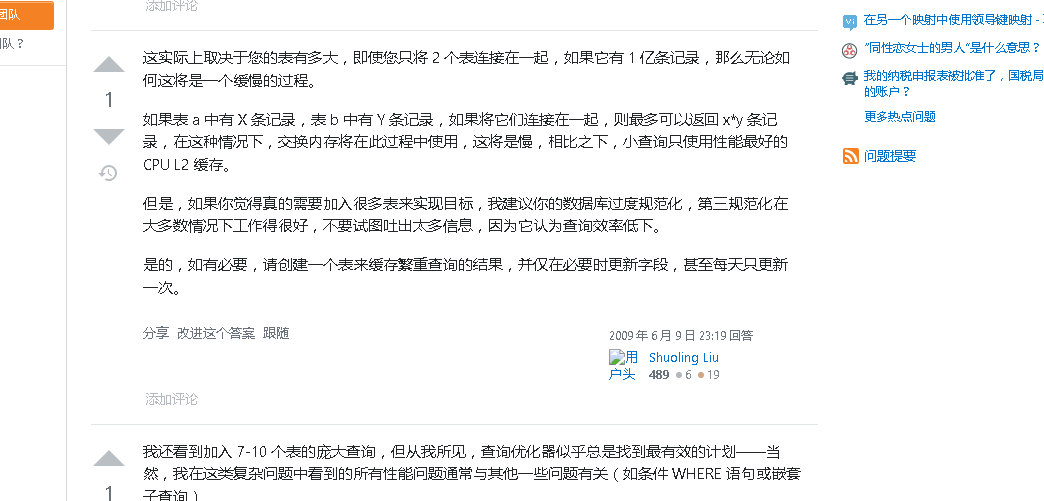 添加评论
团队
团队？
这实际上取决于您的表有多大，即使您只将 2 个表连接在一起，如果它有 1 亿条记录，那么无论如
何这将是一个缓慢的过程。
1
如果表 a 中有 X 条记录，表 b 中有 Y 条记录，如果将它们连接在一起，则最多可以返回 x*y 条记
录，在这种情况下，交换内存将在此过程中使用，这将是慢，相比之下，小查询只使用性能最好的
CPU L2 缓存。
但是，如果你觉得真的需要加入很多表来实现目标，我建议你的数据库过度规范化，第三规范化在
大多数情况下工作得很好，不要试图吐出太多信息，因为它认为查询效率低下。
是的，如有必要，请创建一个表来缓存繁重查询的结果，并仅在必要时更新字段，甚至每天只更新
一次。
分享 改进这个答案 跟随
2009 年 6 月 9 日 23:19 回答
用 Shuoling Liu
户头 489 ●6 ●19
添加评论
我还看到加入 7-10 个表的庞大查询，但从我所见，查询优化器似乎总是找到最有效的计划——当
然，我在这类复杂问题中看到的所有性能问题通常与其他一些问题有关（如条件 WHERE 语句或嵌套
子查询）
1
在另一个映射中使用领导键映射 -
“同性恋女士的男人”是什么意思？
我的纳税申报表被批准了，国税局
的账户？
更多热点问题
问题提要